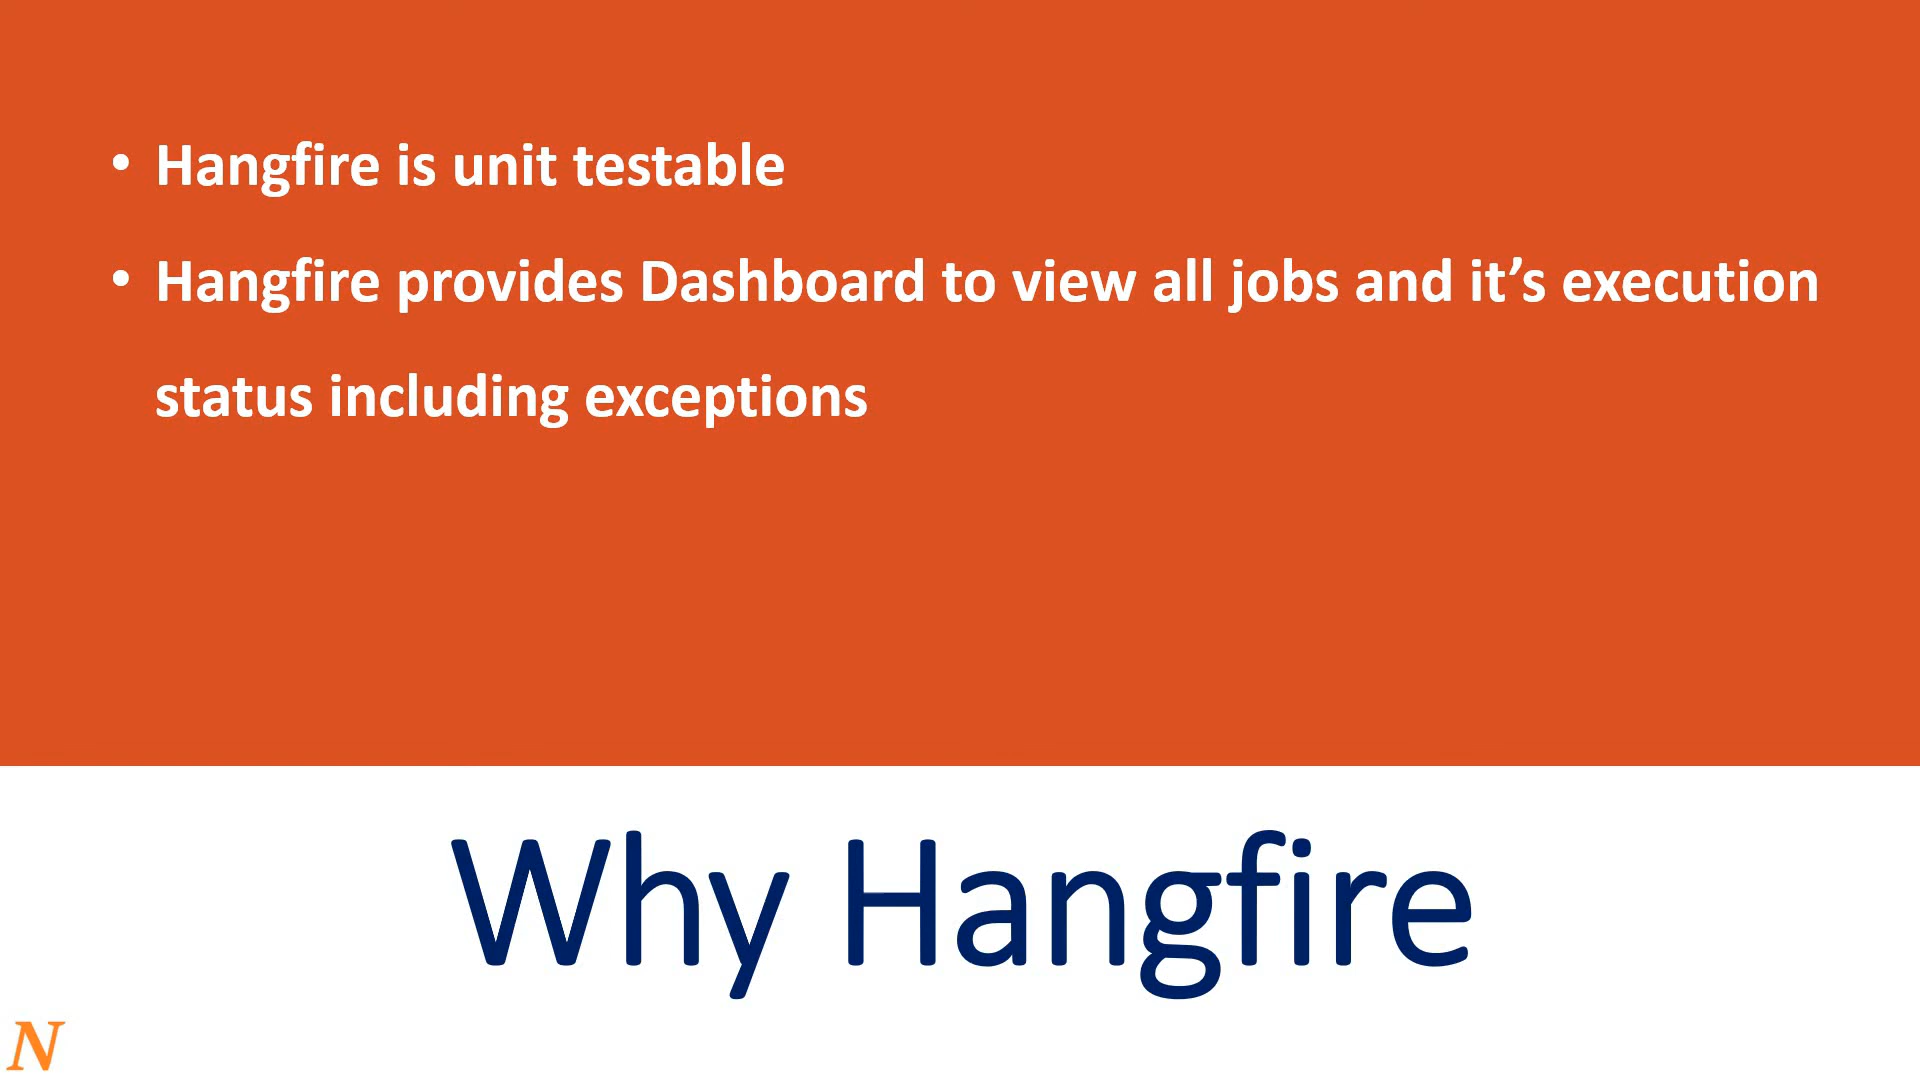 • Hangfire is unit testable
• Hangfire provides Dashboard to view all jobs and it’s execution
status including exceptions
Why Hangfire
N